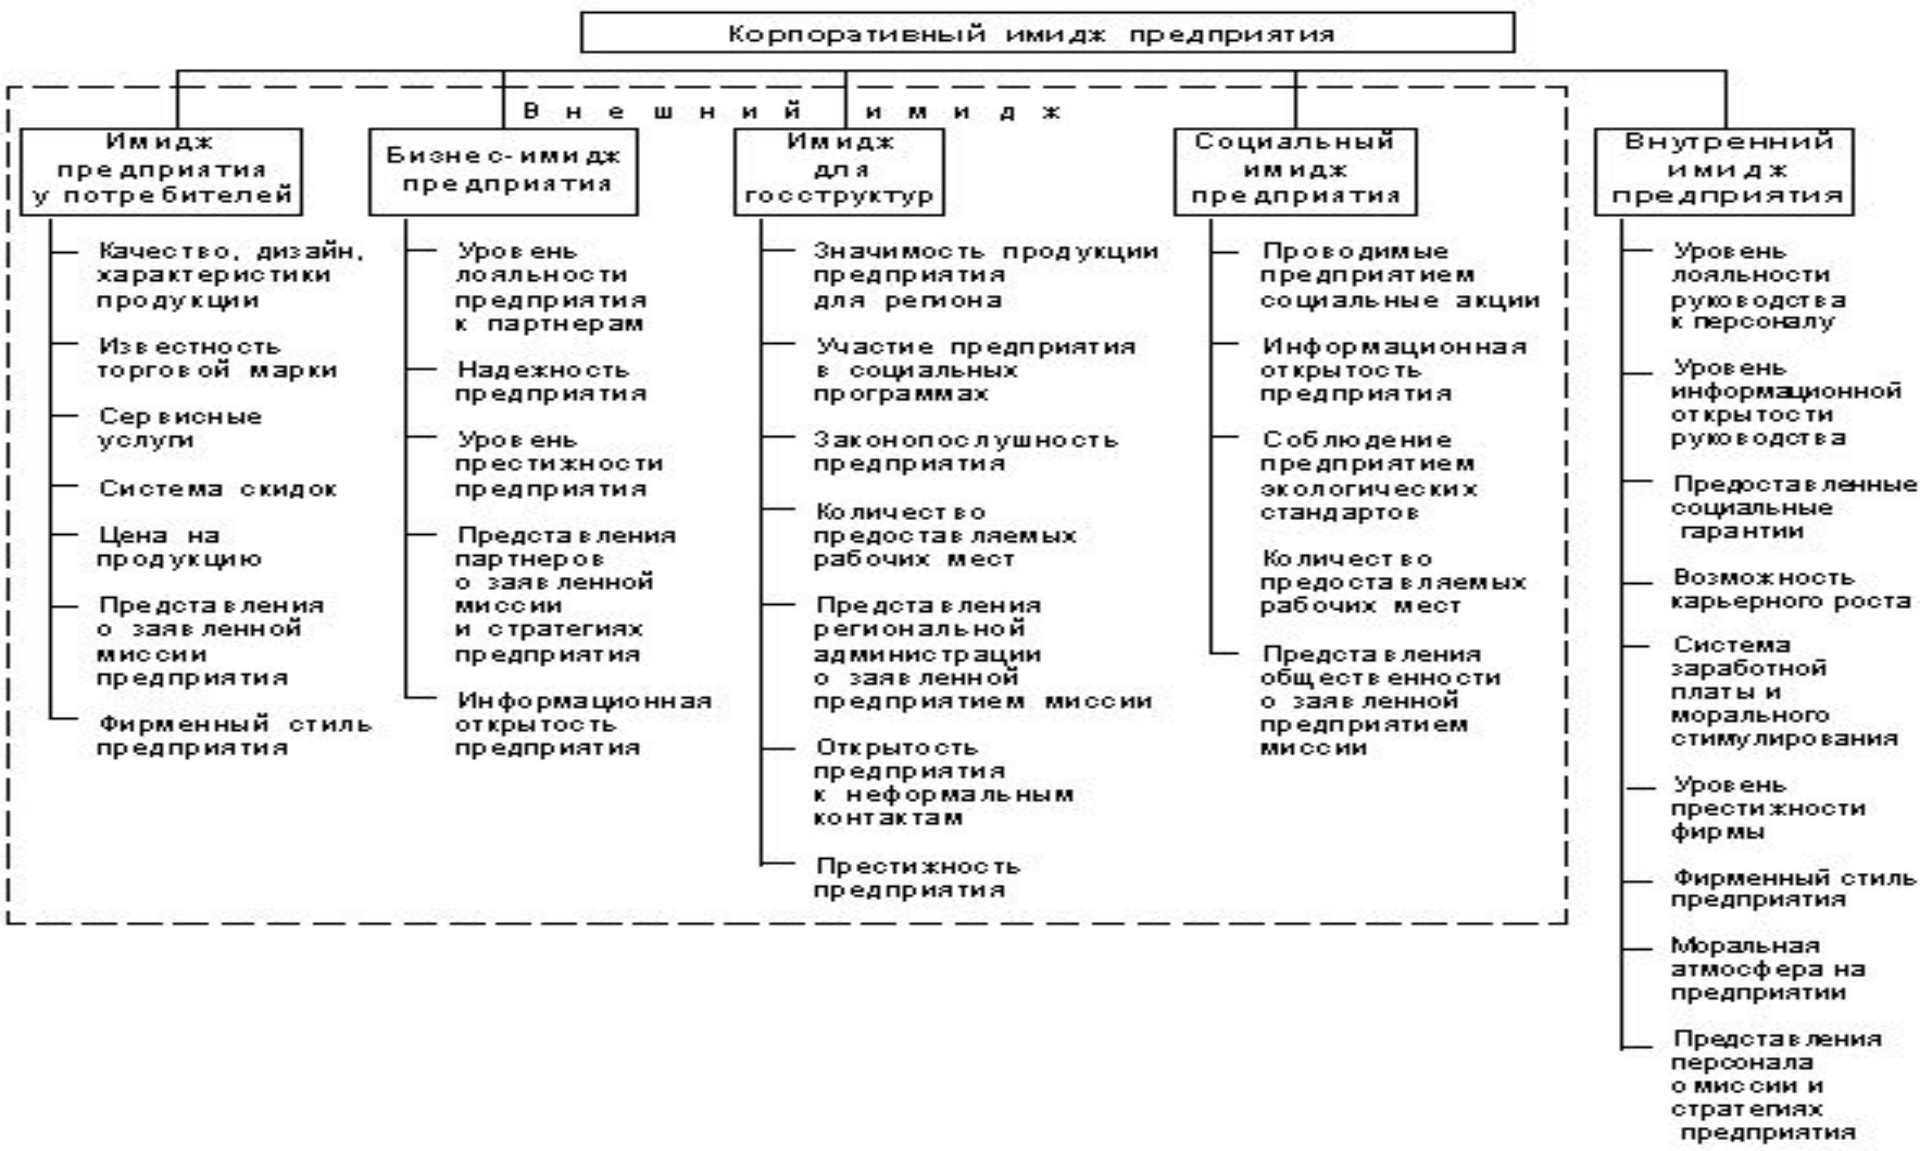 Корпоративный имидж предприятия
Внешний имидж
Имидж
предприятия
у потребителей
Качество, дизайн,
характеристики
продукции
Известность
торговой марки
Сервисные
услуги
Система скидок
Цена на
продукцию
Представления
о заявленной
миссии
предприятия
Фирменный стиль
предприятия
Бизнес-имидж
предприятия
Уровень
лояльности
предприятия
к партнерам
Надежность
предприятия
Уровень
престижности
предприятия
Представления
партнеров
о заявленной
миссии
и стратегиях
предприятия
Информационная
открытость
предприятия
Имидж
для
госструктур
Значимость продукции
предприятия
для региона
Участие предприятия
в социальных
программах
Законопослушность
предприятия
Количество
предоставляемых
рабочих мест
Представления
региональной
администрации
о заявленной
предприятием миссии
Открытость
предприятия
к неформальным
контактам
Престижность
предприятия
Социальный
имидж
предприятия
Проводимые
предприятием
социальные акции
Информационная
открытость
предприятия
Соблюдение
предприятием
экологических
стандартов
Количество
предоставляемых
рабочих мест
Представления
общественности
о заявленной
предприятием
миссии
Внутренний
имидж
предприятия
Уровень
лояльности
руководства
к персоналу
Уровень
информационной
открытости
руководства
Предоставленные
социальные
гарантии
Возможность
карьерного роста
Система
заработной
платы и
морального
стимулирования
Уровень
престижности
фирмы
Фирменный стиль
предприятия
Моральная
атмосфера на
предприятии
Представления
персонала
о миссии и
стратегиях
предприятия